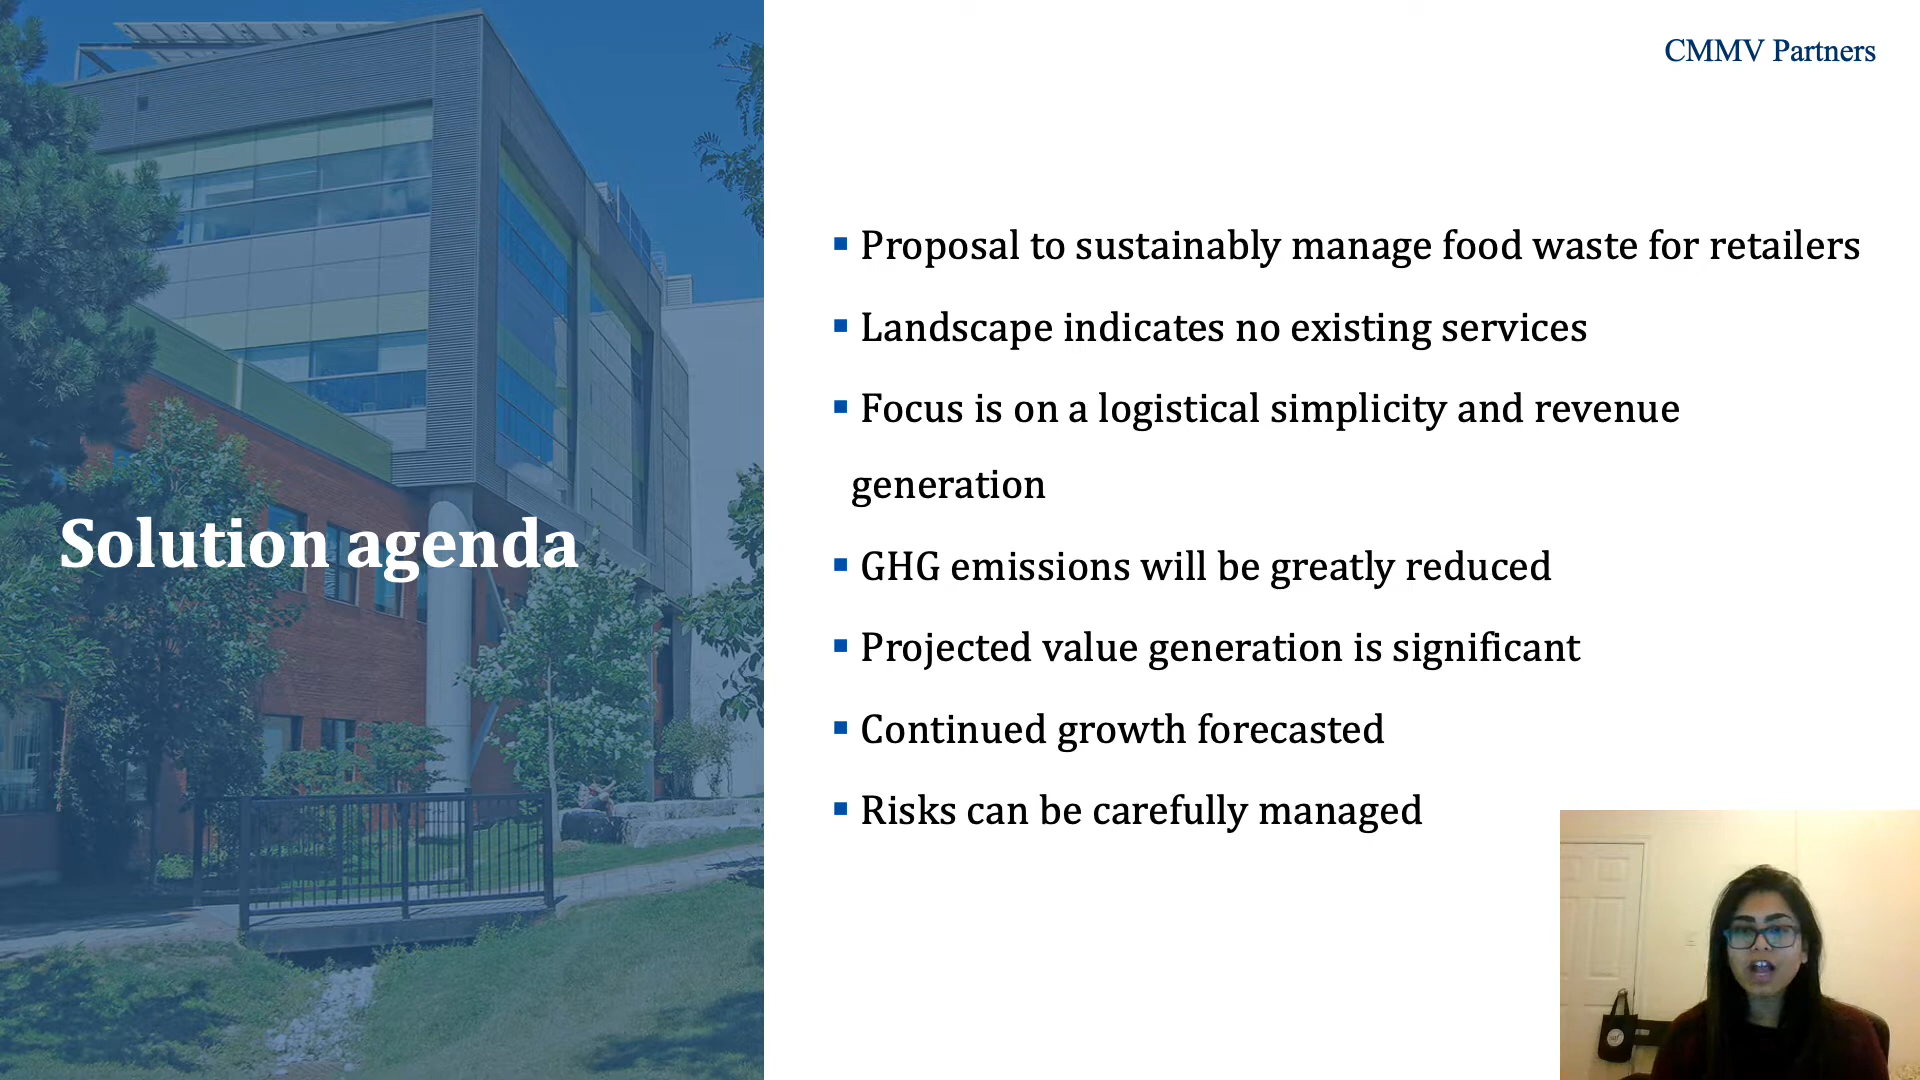 CMMV Partners
Solution agenda
▪ Proposal to sustainably manage food waste for retailers
▪ Landscape indicates no existing services
▪ Focus is on a logistical simplicity and revenue
generation
▪ GHG emissions will be greatly reduced
▪ Projected value generation is significant
▪ Continued growth forecasted
▪ Risks can be carefully managed